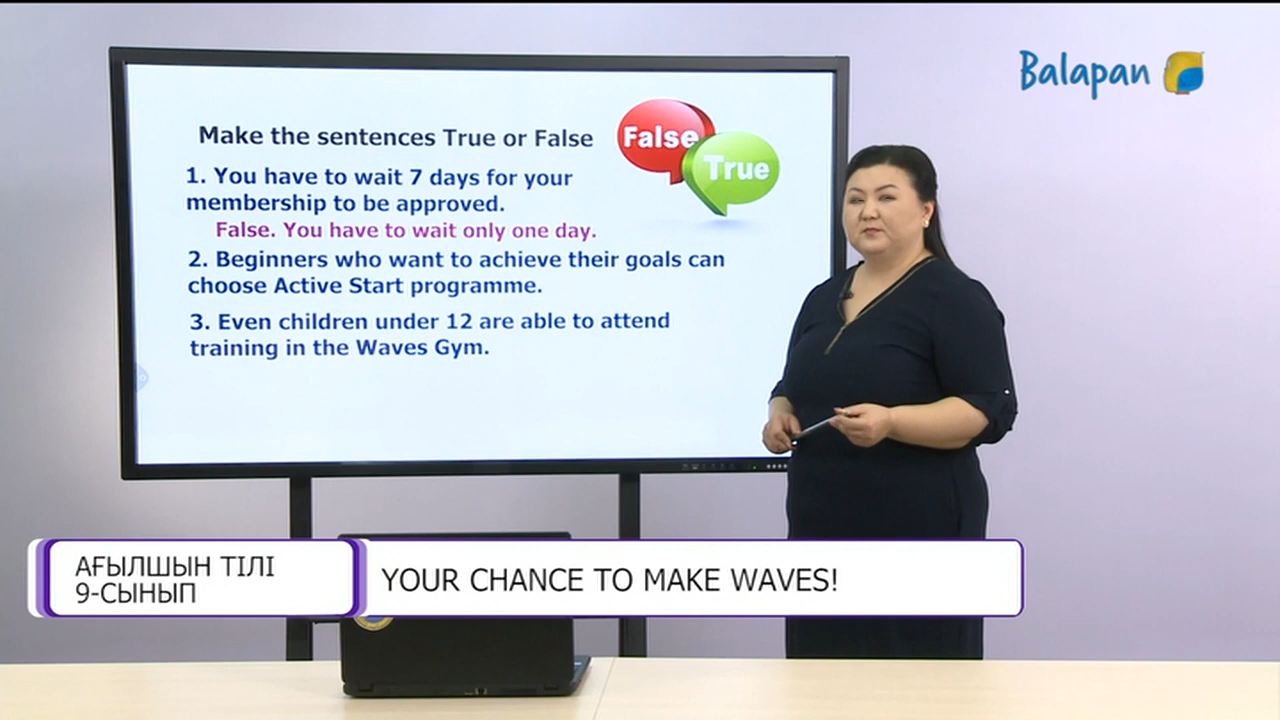 Balapan
Make the sentences True or False
False
True
1. You have to wait 7 days for your
membership to be approved.
False. You have to wait only one day.
2. Beginners who want to achieve their goals can
choose Active Start programme.
3. Even children under 12 are able to attend
training in the Waves Gym.
АҒЫЛШЫН ТІЛІ
9-СЫНЫП
YOUR CHANCE TO MAKE WAVES!